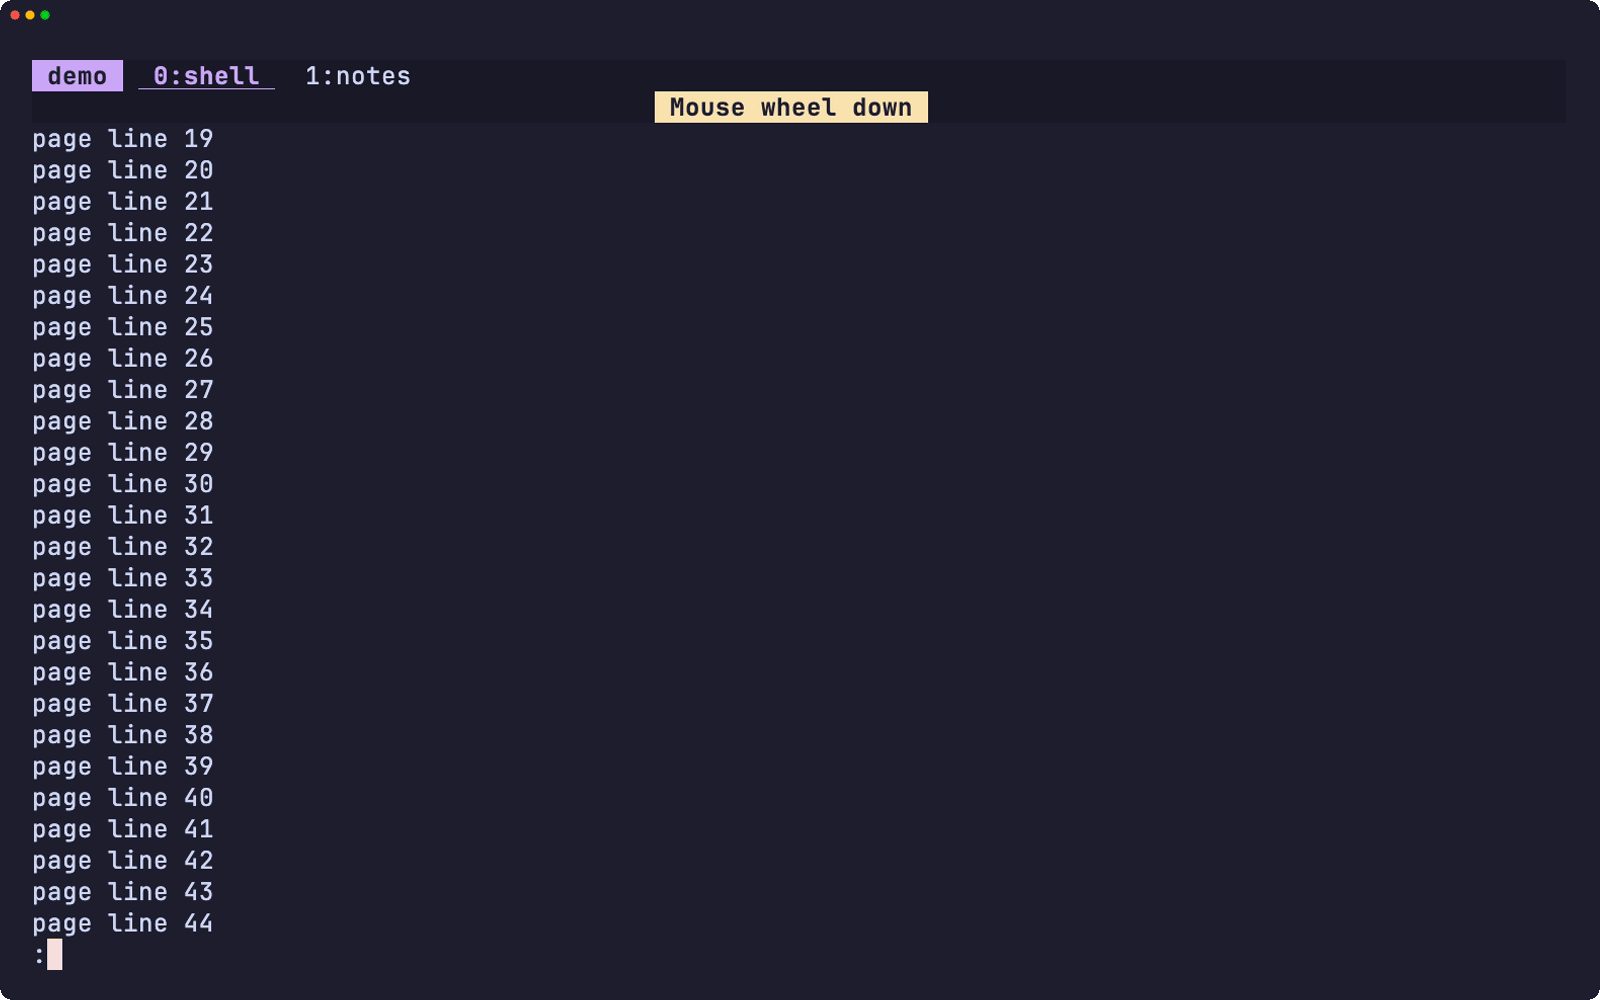 demo 0:shell 1:notes
Mouse wheel down
page line 19
page line 20
page line 21
page line 22
page line 23
page line 24
page line 25
page line 26
page line 27
page line 28
page line 29
page line 30
page line 31
page line 32
page line 33
page line 34
page line 35
page line 36
page line 37
page line 38
page line 39
page line 40
page line 41
page line 42
page line 43
page line 44
: